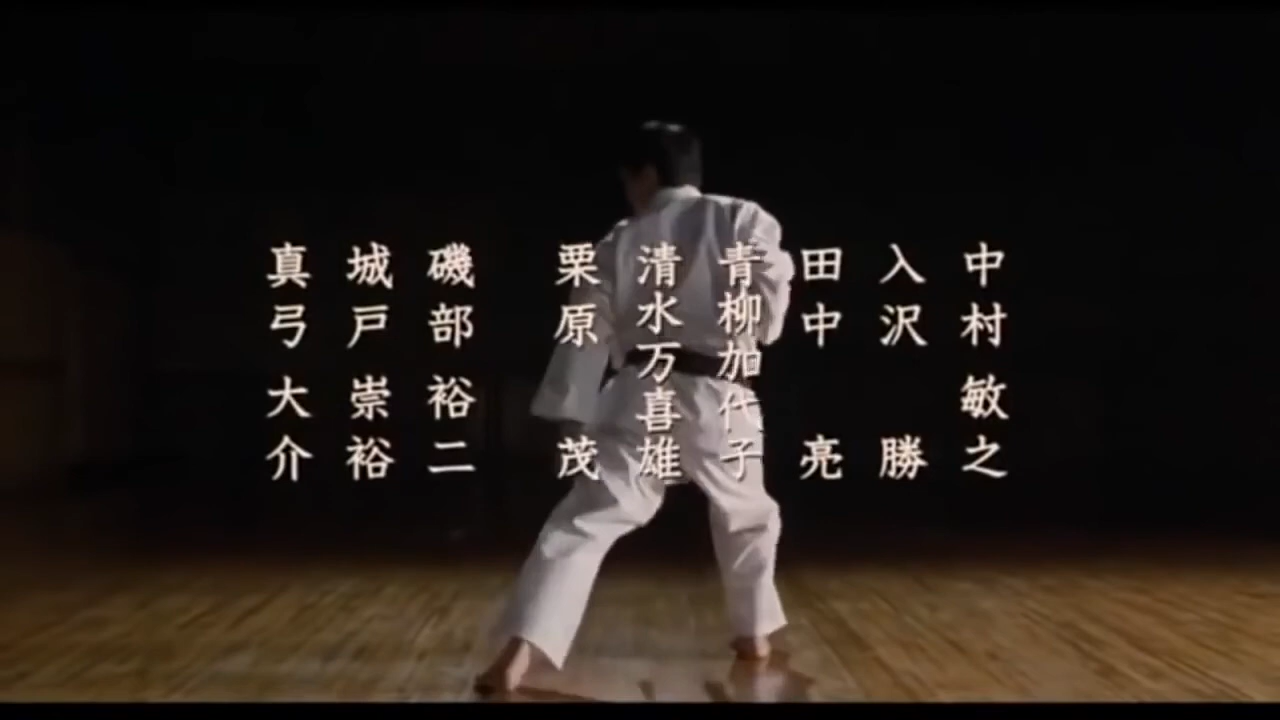 中村敏之
入沢勝
田中亮
青柳加代子
清水万喜雄
栗原茂
磯部裕二
城戸崇裕
真弓大介